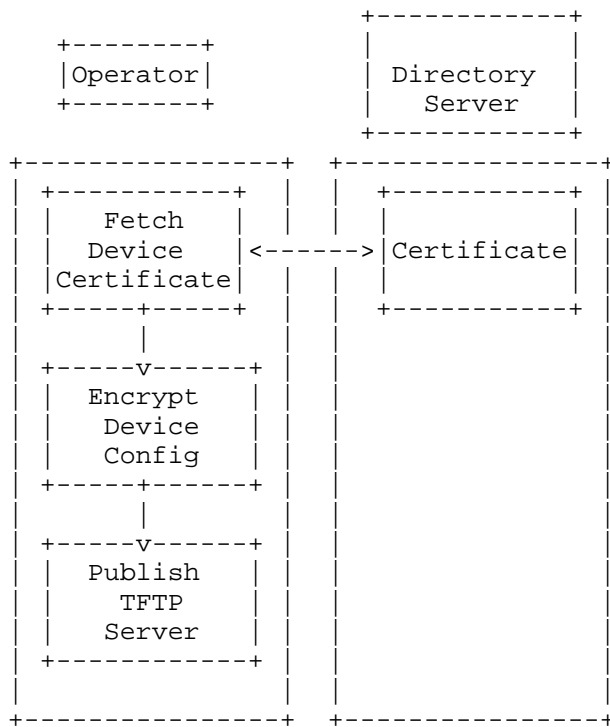 Operator
Directory
Server
Fetch
Device
Certificate
Certificate
Encrypt
Device
Config
Publish
TFTP
Server